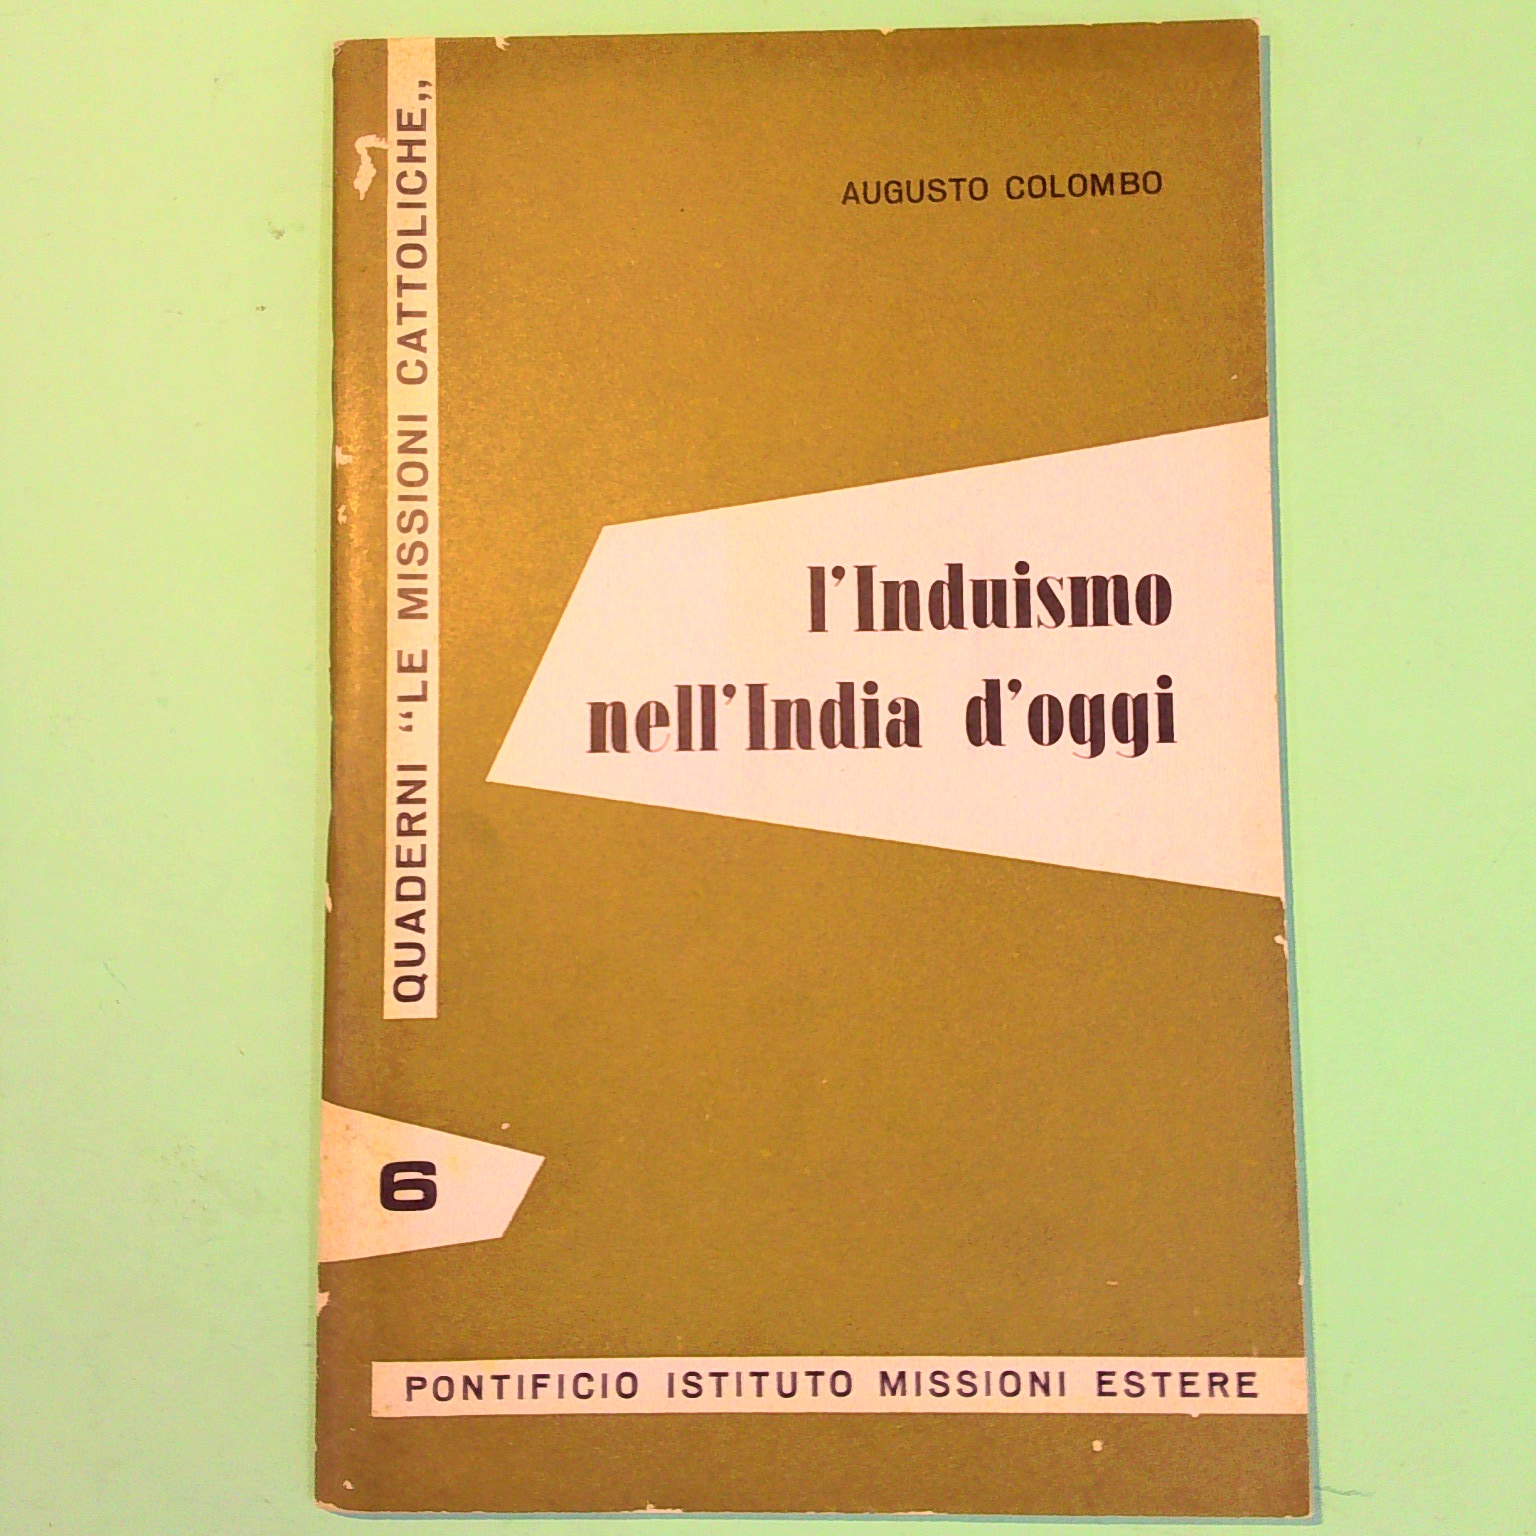 AUGUSTO COLOMBO
l'Induismo
nell'India d'oggi
QUADERNI “LE MISSIONI CATTOLICHE„
6
PONTIFICIO ISTITUTO MISSIONI ESTERE